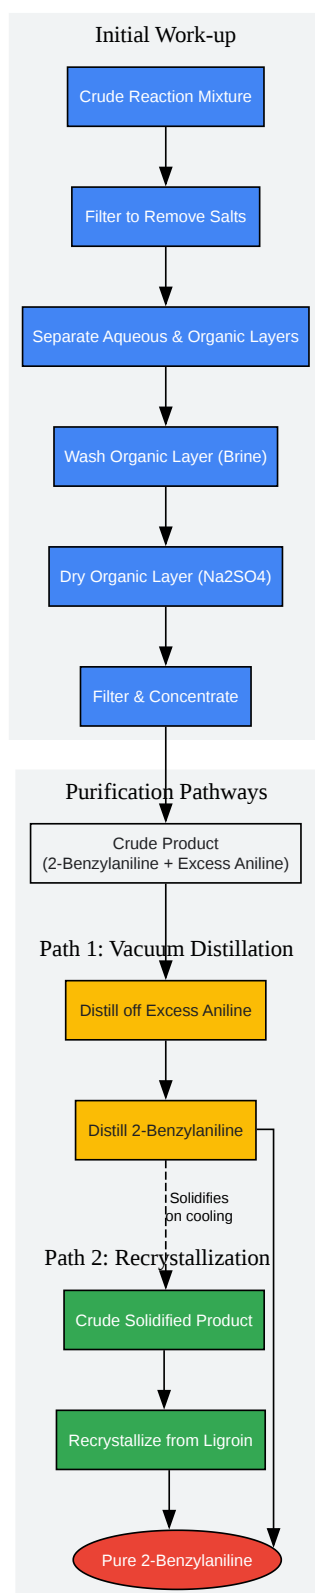 Initial Work-up
Crude Reaction Mixture
Filter to Remove Salts
Separate Aqueous & Organic Layers
Wash Organic Layer (Brine)
Dry Organic Layer (Na2SO4)
Filter & Concentrate
Purification Pathways
Crude Product
(2-Benzylaniline + Excess Aniline)
Path 1: Vacuum Distillation
Distill off Excess Aniline
Distill 2-Benzylaniline
Solidifies
on cooling
Path 2: Recrystallization
Crude Solidified Product
Recrystallize from Ligroin
Pure 2-Benzylaniline